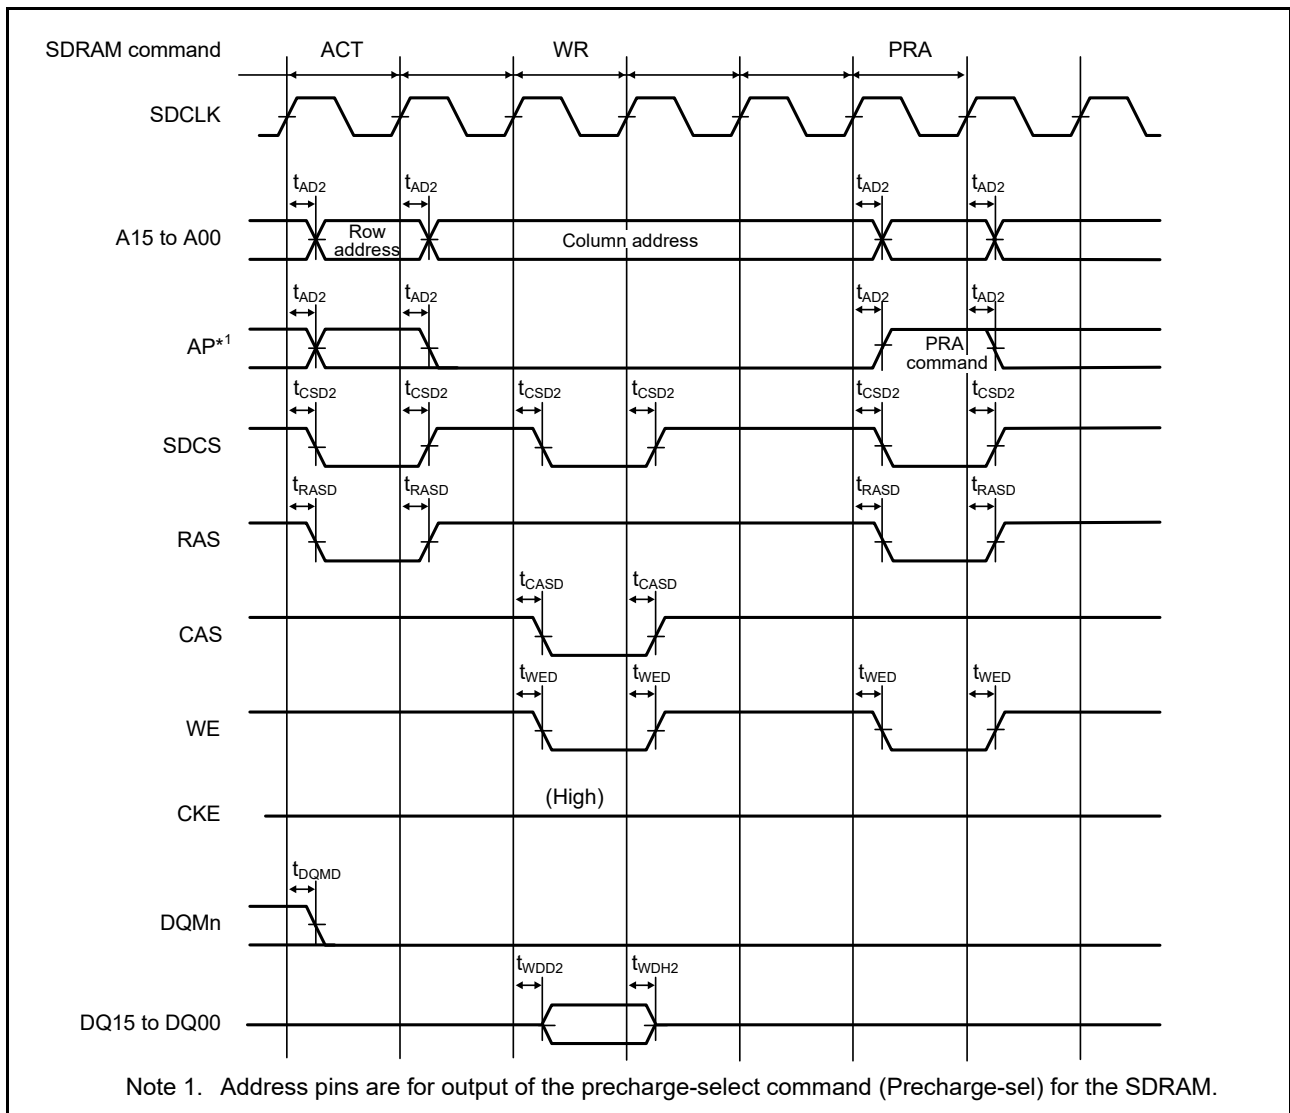 SDRAM command ACT WR PRA
SDCLK
tAD2 tAD2 tAD2 tAD2
A15 to A00 Row address Column address
tAD2 tAD2 tAD2 tAD2
AP*1 PRA command
tCSD2 tCSD2 tCSD2 tCSD2 tCSD2 tCSD2
SDCS
tRASD tRASD tRASD tRASD
RAS
tCASD tCASD
CAS
tWED tWED tWED tWED
WE
(High)
CKE
tDQMD
DQMn
tWDD2 tWDH2
DQ15 to DQ00
Note 1. Address pins are for output of the precharge-select command (Precharge-sel) for the SDRAM.